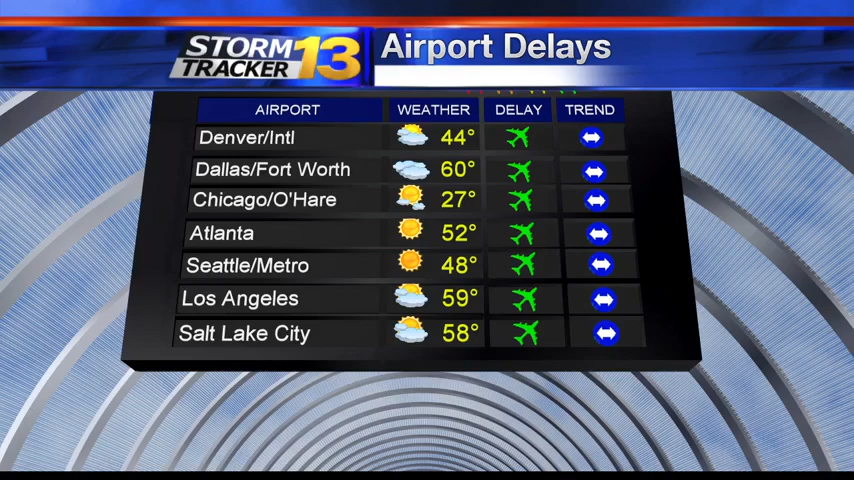 STORM TRACKER 13
Airport Delays
AIRPORT WEATHER DELAY TREND
Denver/Intl 44°
Dallas/Fort Worth 60°
Chicago/O'Hare 27°
Atlanta 52°
Seattle/Metro 48°
Los Angeles 59°
Salt Lake City 58°